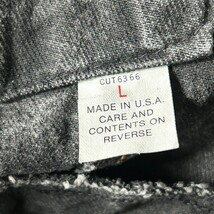 CUT6366
L
MADE IN U.S.A.
CARE AND
CONTENTS ON
REVERSE